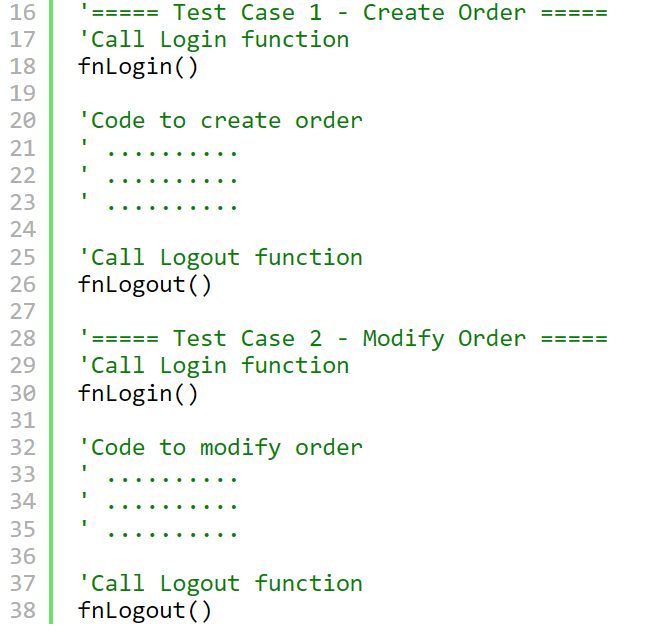 16 '===== Test Case 1 - Create Order =====
17 'Call Login function
18 fnLogin()
19
20 'Code to create order
21 ' ..........
22 ' ..........
23 ' ..........
24
25 'Call Logout function
26 fnLogout()
27
28 '===== Test Case 2 - Modify Order =====
29 'Call Login function
30 fnLogin()
31
32 'Code to modify order
33 ' ..........
34 ' ..........
35 ' ..........
36
37 'Call Logout function
38 fnLogout()